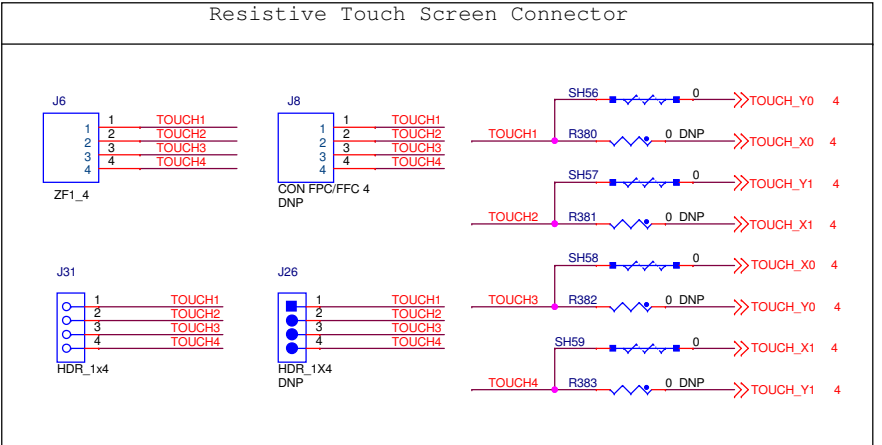 Resistive Touch Screen Connector
J6
1 1 TOUCH1
2 2 TOUCH2
3 3 TOUCH3
4 4 TOUCH4
ZF1_4
J8
1 1 TOUCH1
2 2 TOUCH2
3 3 TOUCH3
4 4 TOUCH4
CON FPC/FFC 4
DNP
J31
1 TOUCH1
2 TOUCH2
3 TOUCH3
4 TOUCH4
HDR_1x4
J26
1 TOUCH1
2 TOUCH2
3 TOUCH3
4 TOUCH4
HDR_1X4
DNP
SH56 0 TOUCH_Y0 4
TOUCH1 R380 0 DNP TOUCH_X0 4
SH57 0 TOUCH_Y1 4
TOUCH2 R381 0 DNP TOUCH_X1 4
SH58 0 TOUCH_X0 4
TOUCH3 R382 0 DNP TOUCH_Y0 4
SH59 0 TOUCH_X1 4
TOUCH4 R383 0 DNP TOUCH_Y1 4